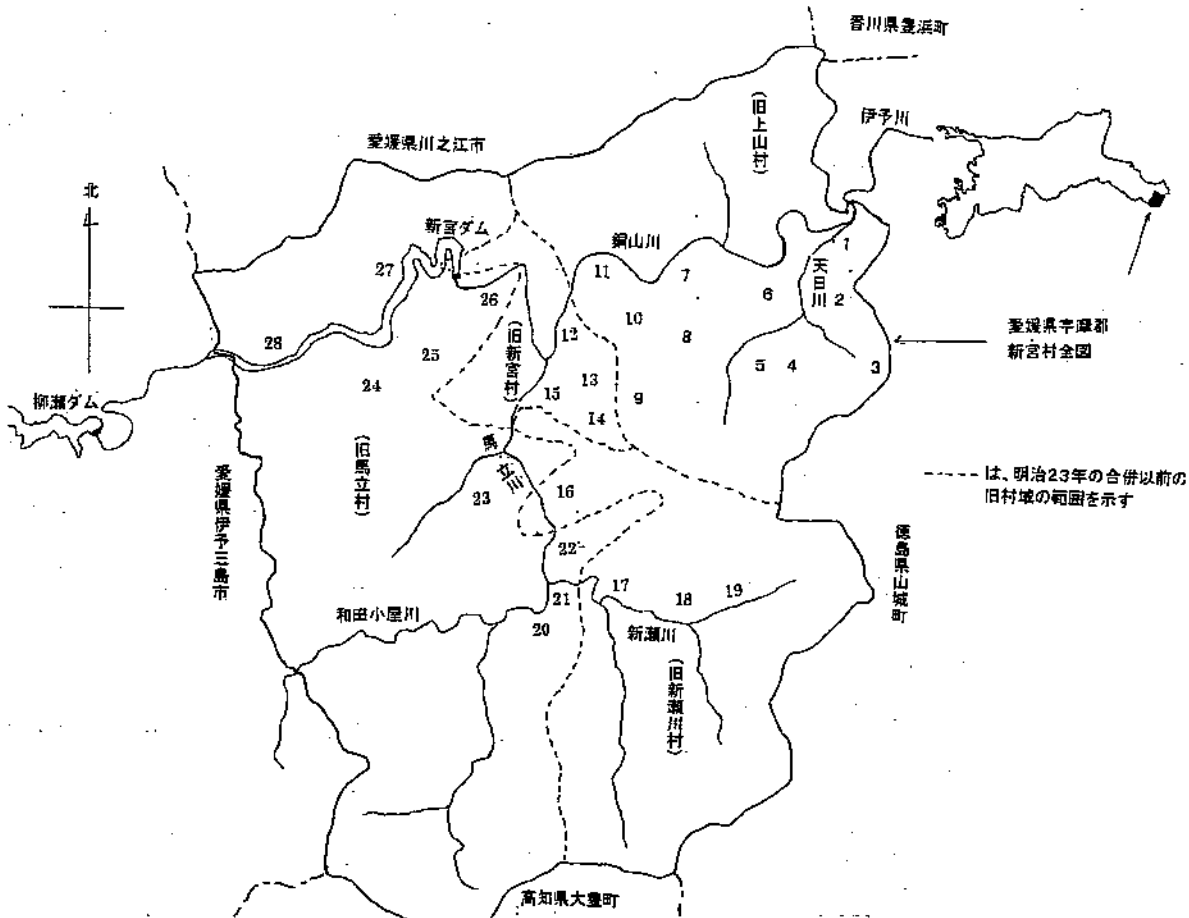 香川県豊浜町
(旧上山村)
伊予川
愛媛県川之江市
北
新宮ダム
銅山川
1
天日川
27
11
7
6
2
26
10
愛媛県宇摩郡
新宮村全図
(旧新宮村)
12
8
28
25
5
4
3
24
15
13
9
14
柳瀬ダム
(旧馬立村)
馬立川
23
16
-----は、明治23年の合併以前の
旧村域の範囲を示す
愛媛県伊予三島市
22
徳島県山城町
21
17
18
19
和田小屋川
20
新瀬川
(旧新瀬川村)
高知県大豊町